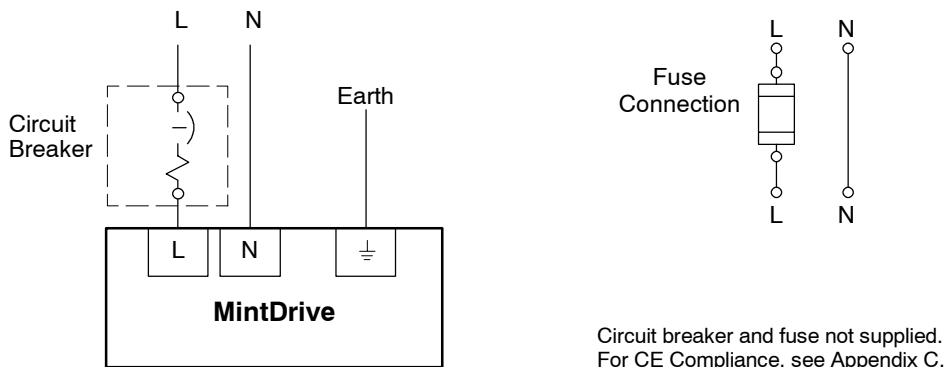 L N
Circuit
Breaker
Earth
L N
MintDrive
L N
Fuse
Connection
L N
Circuit breaker and fuse not supplied.
For CE Compliance, see Appendix C.